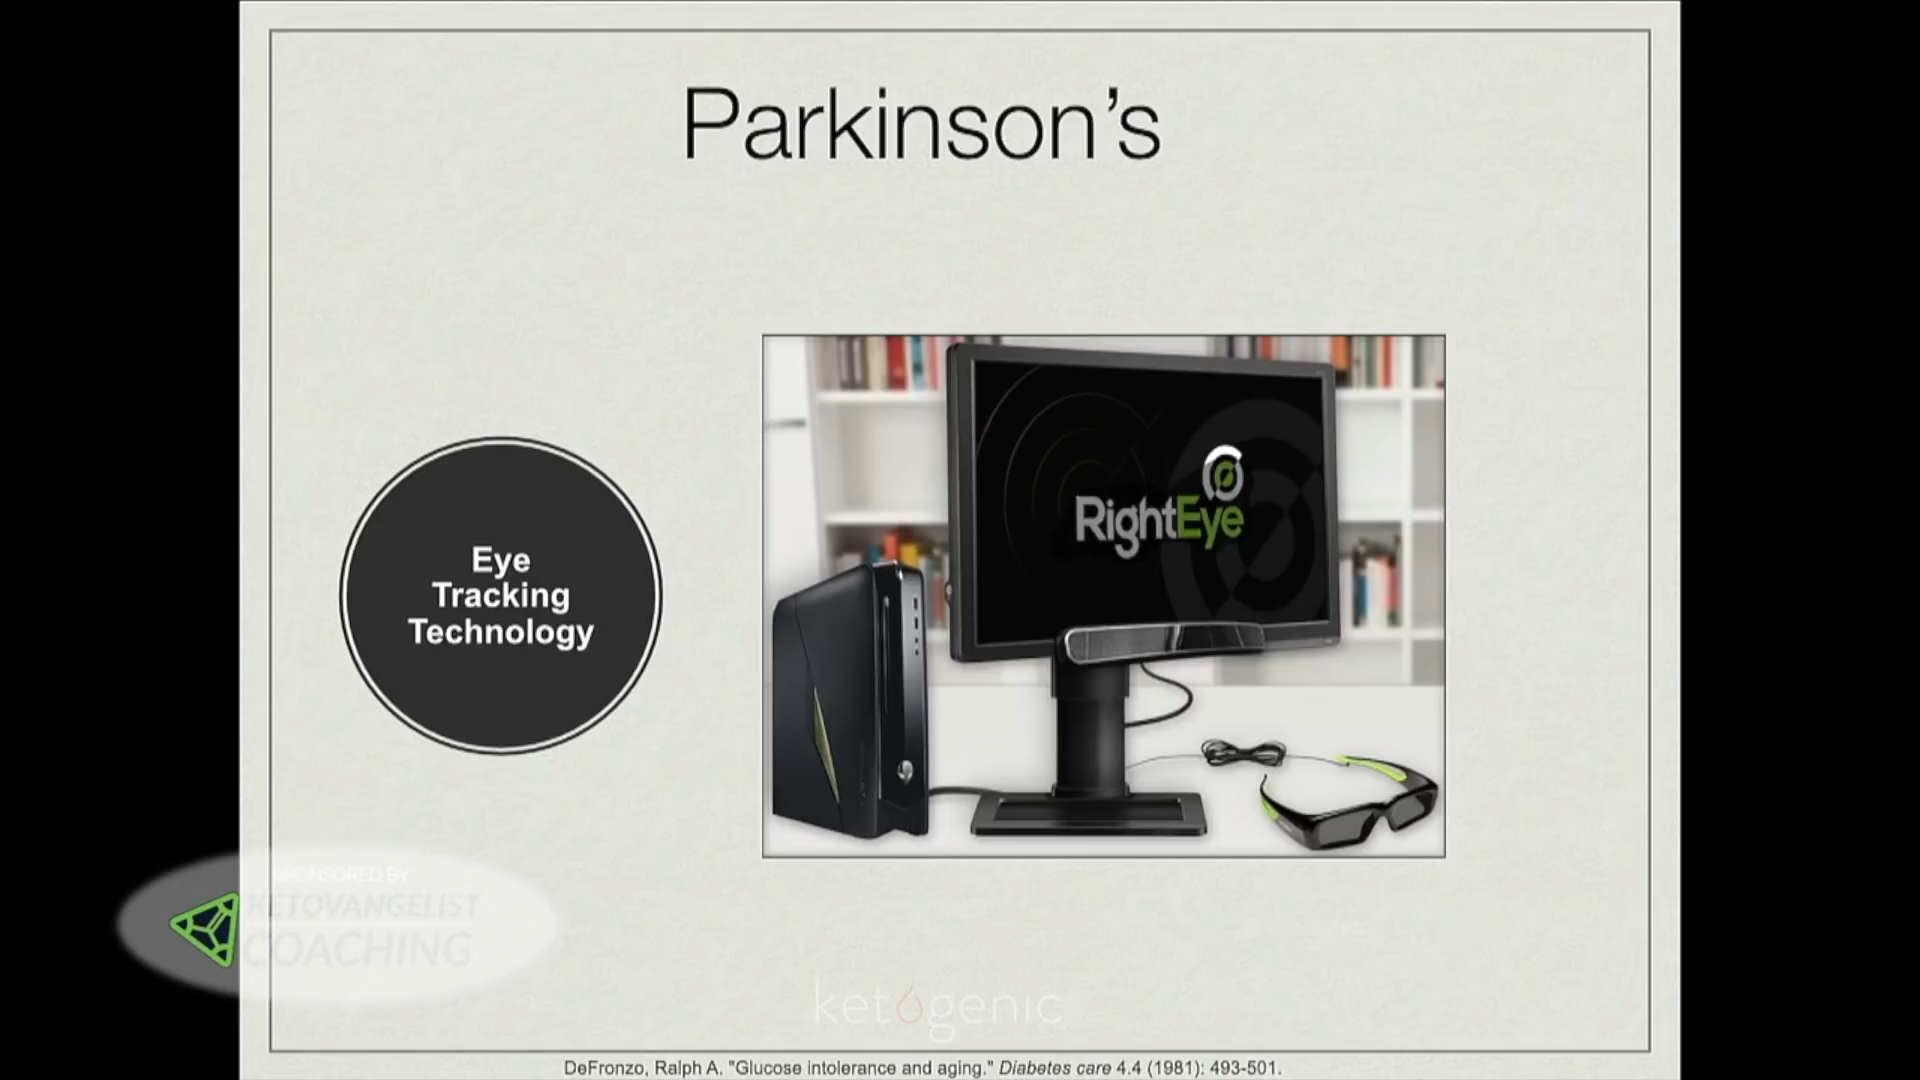 Parkinson's
RightEye
Eye
Tracking
Technology
SPONSORED BY
KETOVANGELIST
COACHING
ketogenic
DeFronzo, Ralph A. "Glucose intolerance and aging." Diabetes care 4.4 (1981): 493-501.